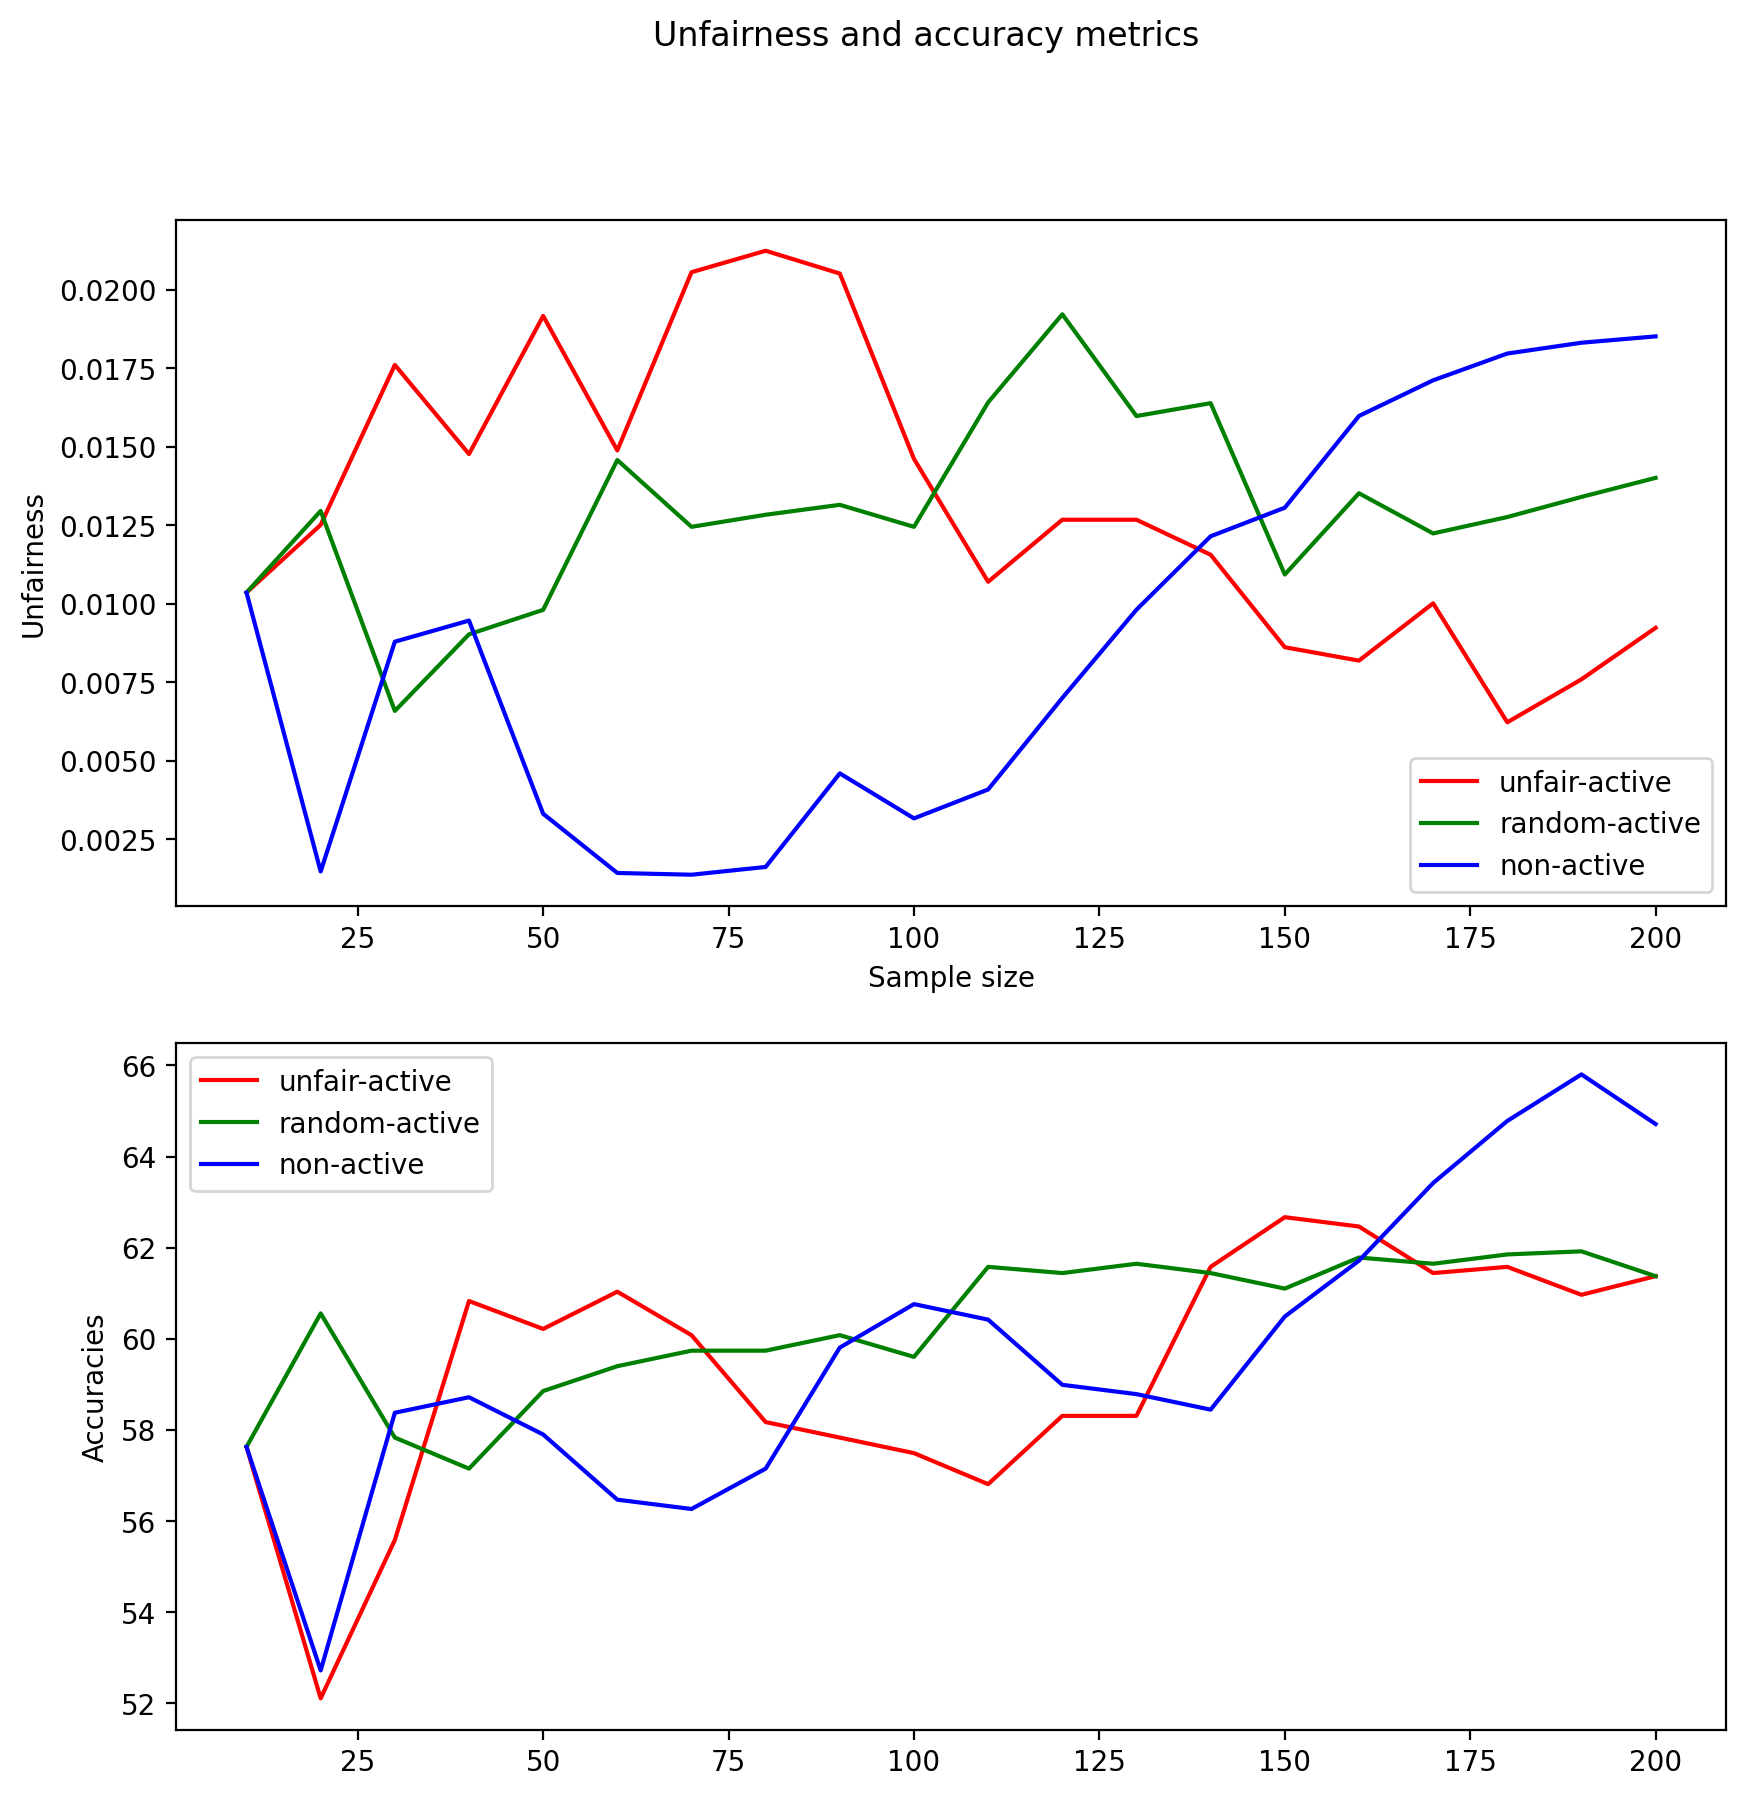 Unfairness and accuracy metrics
0.0200
0.0175
0.0150
0.0125
0.0100
0.0075
0.0050
0.0025
Unfairness
unfair-active
random-active
non-active
25 50 75 100 125 150 175 200
Sample size
66
64
62
60
58
56
54
52
Accuracies
unfair-active
random-active
non-active
25 50 75 100 125 150 175 200